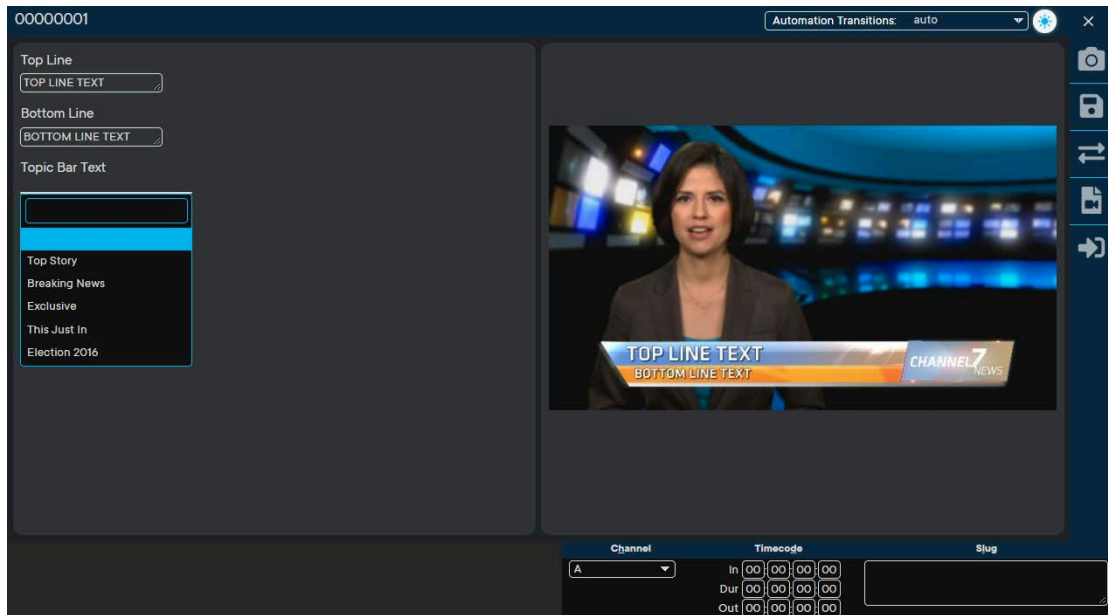 00000001
Automation Transitions: auto
Top Line
TOP LINE TEXT
Bottom Line
BOTTOM LINE TEXT
Topic Bar Text
Top Story
Breaking News
Exclusive
This Just In
Election 2016
TOP LINE TEXT
BOTTOM LINE TEXT
CHANNEL 7
NEWS
Channel Timecode Slug
A
In 00:00:00:00
Dur 00:00:00:00
Out 00:00:00:00